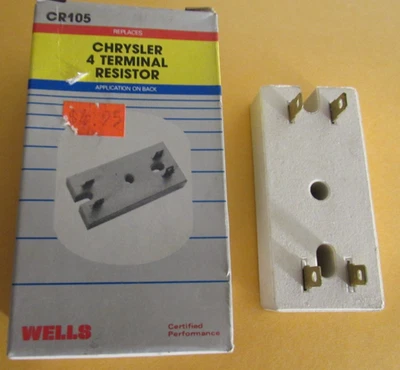 CR105
REPLACES
CHRYSLER
4 TERMINAL
RESISTOR
APPLICATION ON BACK
WELLS
Certified
Performance